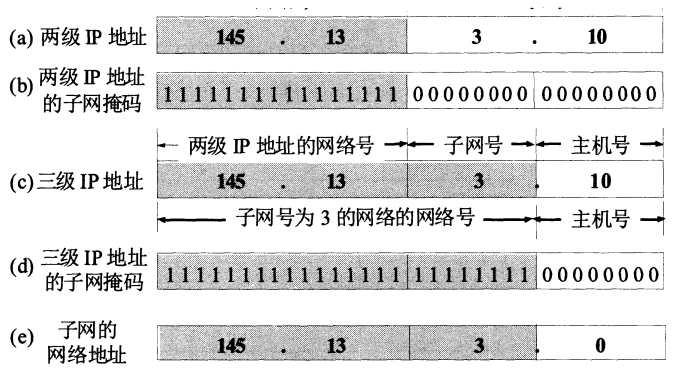 (a) 两级 IP 地址 145 . 13 3 . 10
(b) 两级 IP 地址
的子网掩码 1111111111111111 00000000 00000000
两级 IP 地址的网络号 子网号 主机号
(c) 三级 IP 地址 145 . 13 3 . 10
子网号为 3 的网络的网络号 主机号
(d) 三级 IP 地址
的子网掩码 1111111111111111 11111111 00000000
(e) 子网的
网络地址 145 . 13 3 . 0